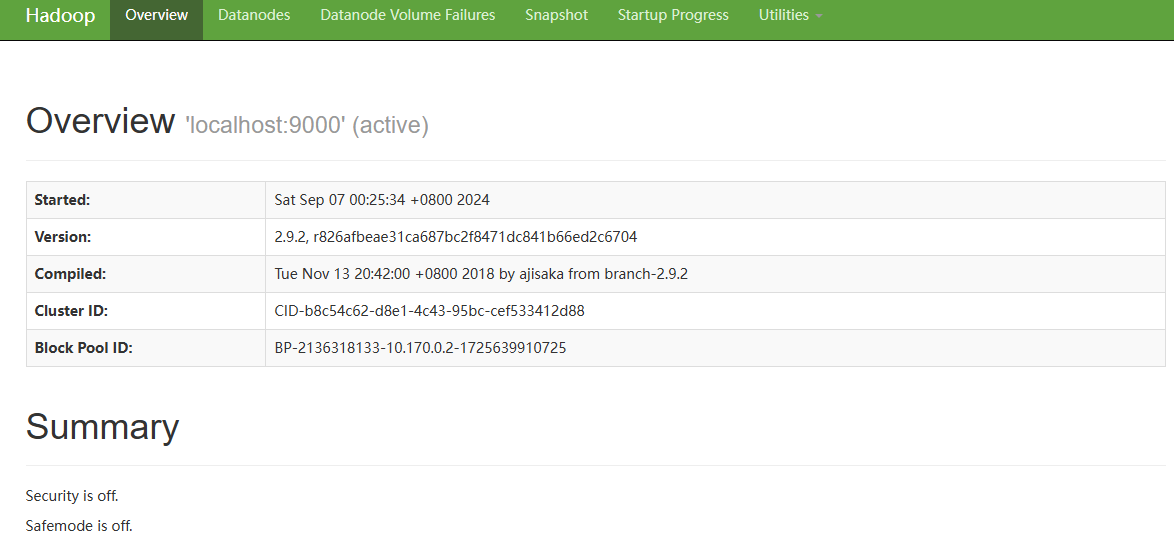 Hadoop Overview Datanodes Datanode Volume Failures Snapshot Startup Progress Utilities
Overview 'localhost:9000' (active)
Started: Sat Sep 07 00:25:34 +0800 2024
Version: 2.9.2, r826afbeae31ca687bc2f8471dc841b66ed2c6704
Compiled: Tue Nov 13 20:42:00 +0800 2018 by ajisaka from branch-2.9.2
Cluster ID: CID-b8c54c62-d8e1-4c43-95bc-cef533412d88
Block Pool ID: BP-2136318133-10.170.0.2-1725639910725
Summary
Security is off.
Safemode is off.